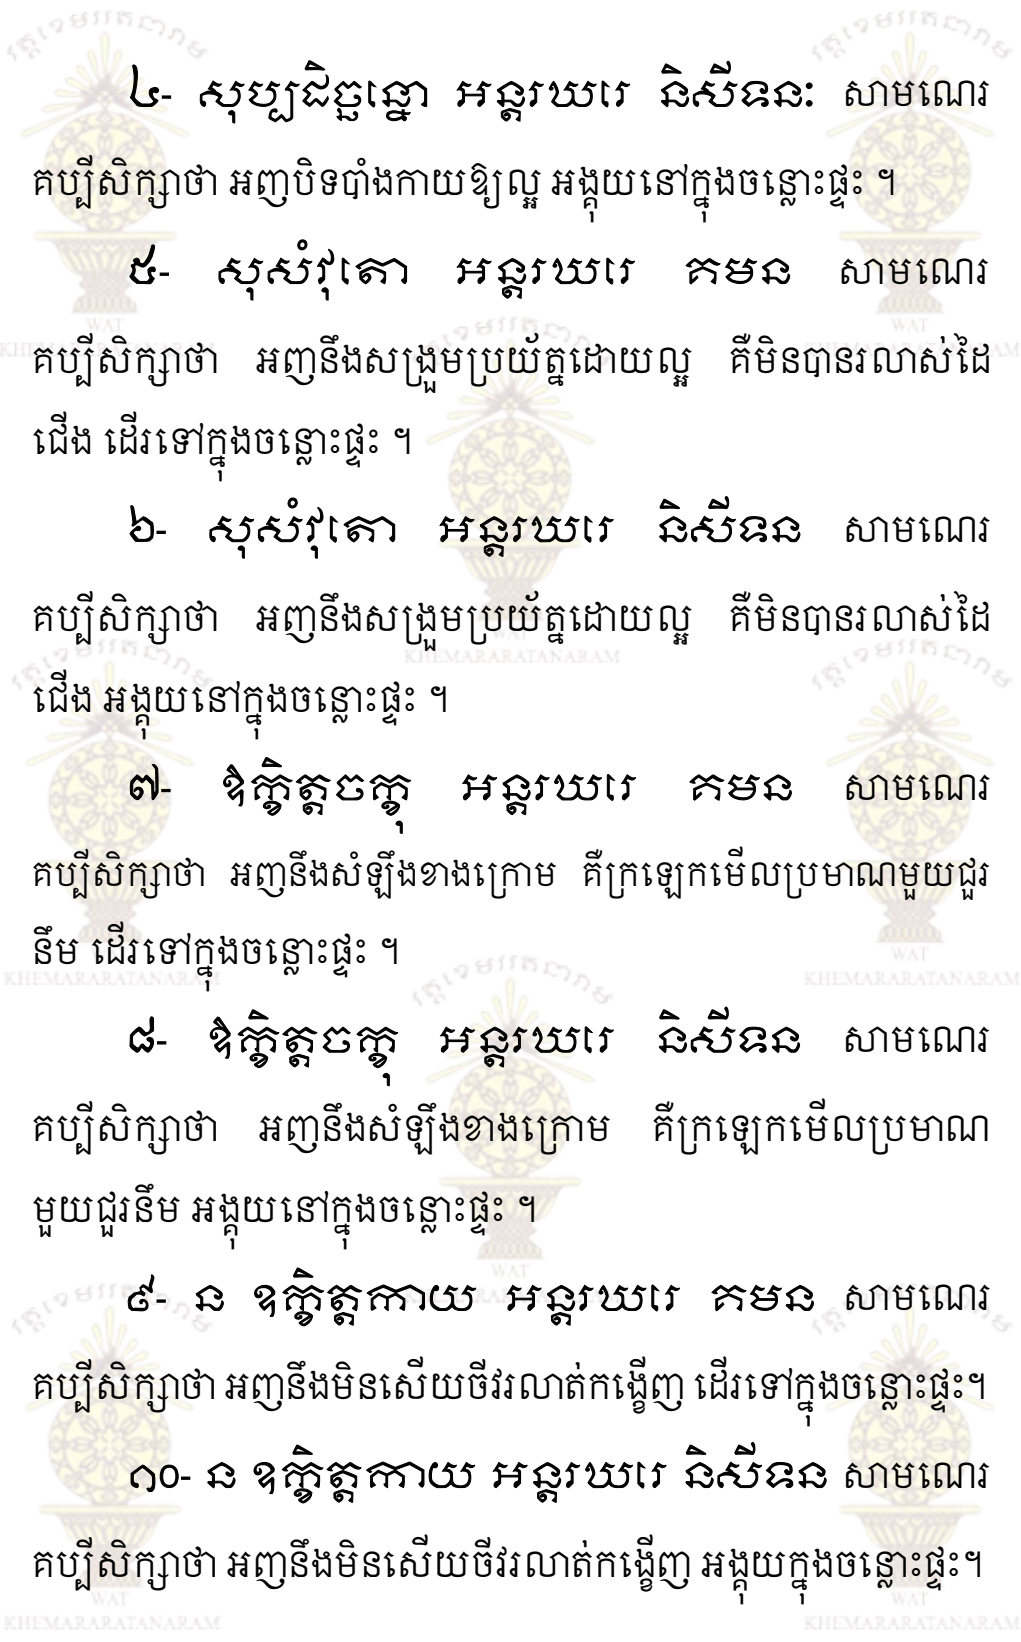 ៤- សុប្បដិច្ឆន្នោ អន្តរឃរេ និសីទនៈ សាមណេរ
គប្បីសិក្សាថា អញបិទបាំងកាយឱ្យល្អ អង្គុយនៅក្នុងចន្លោះផ្ទះ ។
៥- សុសំវុតោ អន្តរឃរេ គមន សាមណេរ
គប្បីសិក្សាថា អញនឹងសង្រួមប្រយ័ត្នដោយល្អ គឺមិនបានរលាស់ដៃ
ជើង ដើរទៅក្នុងចន្លោះផ្ទះ ។
៦- សុសំវុតោ អន្តរឃរេ និសីទន សាមណេរ
គប្បីសិក្សាថា អញនឹងសង្រួមប្រយ័ត្នដោយល្អ គឺមិនបានរលាស់ដៃ
ជើង អង្គុយនៅក្នុងចន្លោះផ្ទះ ។
៧- ឱក្ខិត្តចក្ខុ អន្តរឃរេ គមន សាមណេរ
គប្បីសិក្សាថា អញនឹងសំឡឹងខាងក្រោម គឺក្រឡេកមើលប្រមាណមួយជួរ
នឹម ដើរទៅក្នុងចន្លោះផ្ទះ ។
៨- ឱក្ខិត្តចក្ខុ អន្តរឃរេ និសីទន សាមណេរ
គប្បីសិក្សាថា អញនឹងសំឡឹងខាងក្រោម គឺក្រឡេកមើលប្រមាណ
មួយជួរនឹម អង្គុយនៅក្នុងចន្លោះផ្ទះ ។
៩- ន ឧក្ខិត្តកាយ អន្តរឃរេ គមន សាមណេរ
គប្បីសិក្សាថា អញនឹងមិនសើយចីវរលាត់កង្ខើញ ដើរទៅក្នុងចន្លោះផ្ទះ។
១០- ន ឧក្ខិត្តកាយ អន្តរឃរេ និសីទន សាមណេរ
គប្បីសិក្សាថា អញនឹងមិនសើយចីវរលាត់កង្ខើញ អង្គុយក្នុងចន្លោះផ្ទះ។
WAT
KHEMARARATANARAM